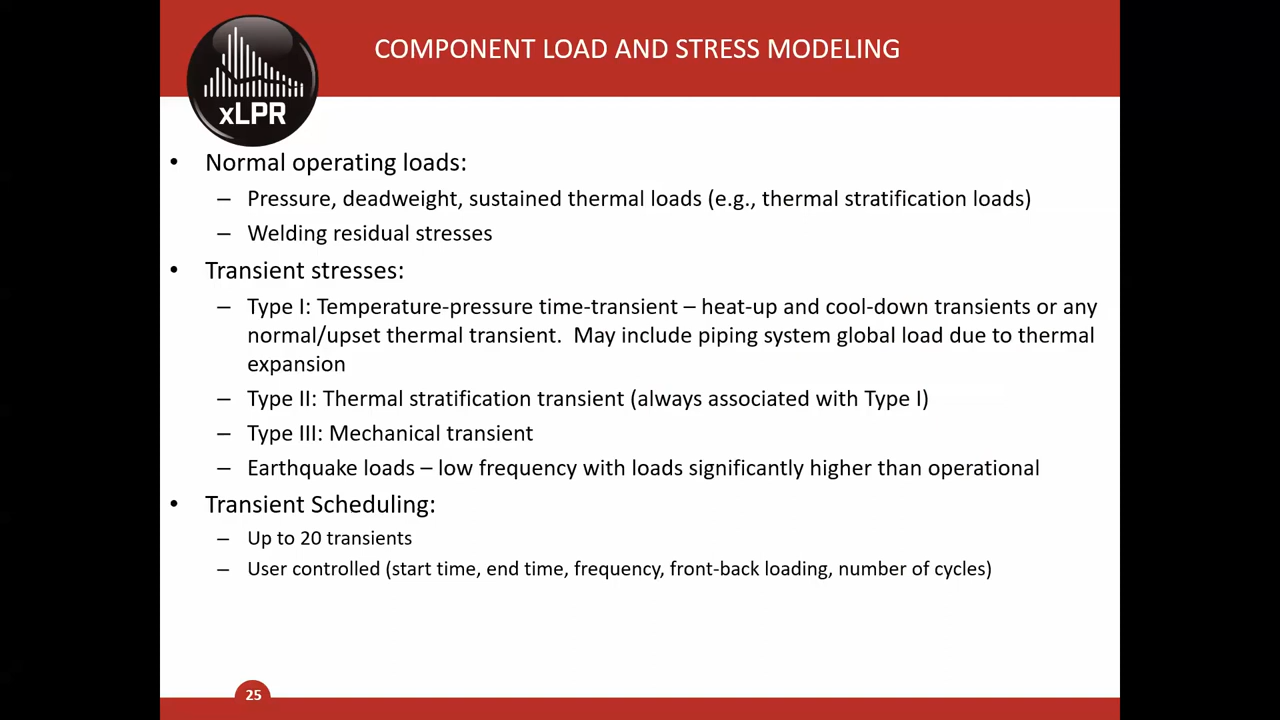 COMPONENT LOAD AND STRESS MODELING
xLPR
• Normal operating loads:
– Pressure, deadweight, sustained thermal loads (e.g., thermal stratification loads)
– Welding residual stresses
• Transient stresses:
– Type I: Temperature-pressure time-transient – heat-up and cool-down transients or any
normal/upset thermal transient.  May include piping system global load due to thermal
expansion
– Type II: Thermal stratification transient (always associated with Type I)
– Type III: Mechanical transient
– Earthquake loads – low frequency with loads significantly higher than operational
• Transient Scheduling:
– Up to 20 transients
– User controlled (start time, end time, frequency, front-back loading, number of cycles)
25